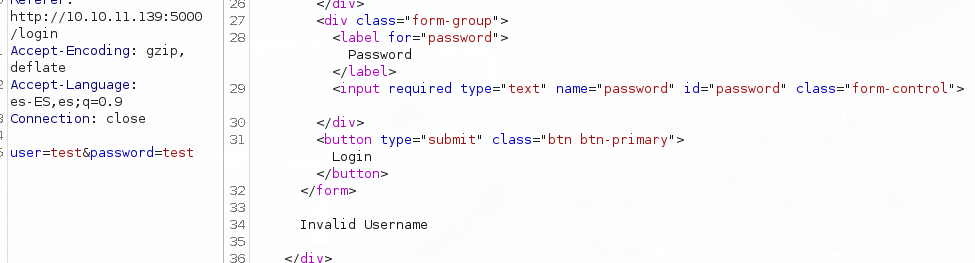 Referer:
http://10.10.11.139:5000
/login
Accept-Encoding: gzip,
deflate
Accept-Language:
es-ES,es;q=0.9
Connection: close
user=test&password=test
26 </div>
27 <div class="form-group">
28 <label for="password">
Password
</label>
29 <input required type="text" name="password" id="password" class="form-control">
30 </div>
31 <button type="submit" class="btn btn-primary">
Login
</button>
32 </form>
33
34 Invalid Username
35
36 </div>